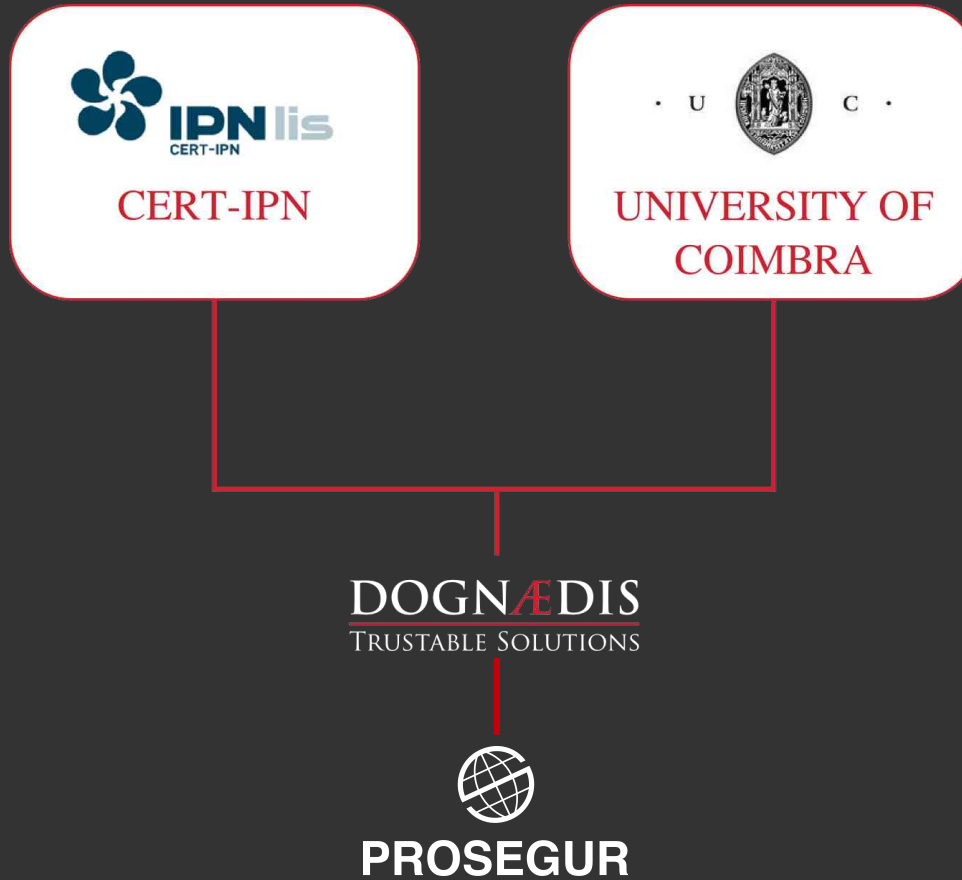 IPN lis
CERT-IPN
CERT-IPN
· U C ·
UNIVERSITY OF
COIMBRA
DOGNÆDIS
TRUSTABLE SOLUTIONS
PROSEGUR